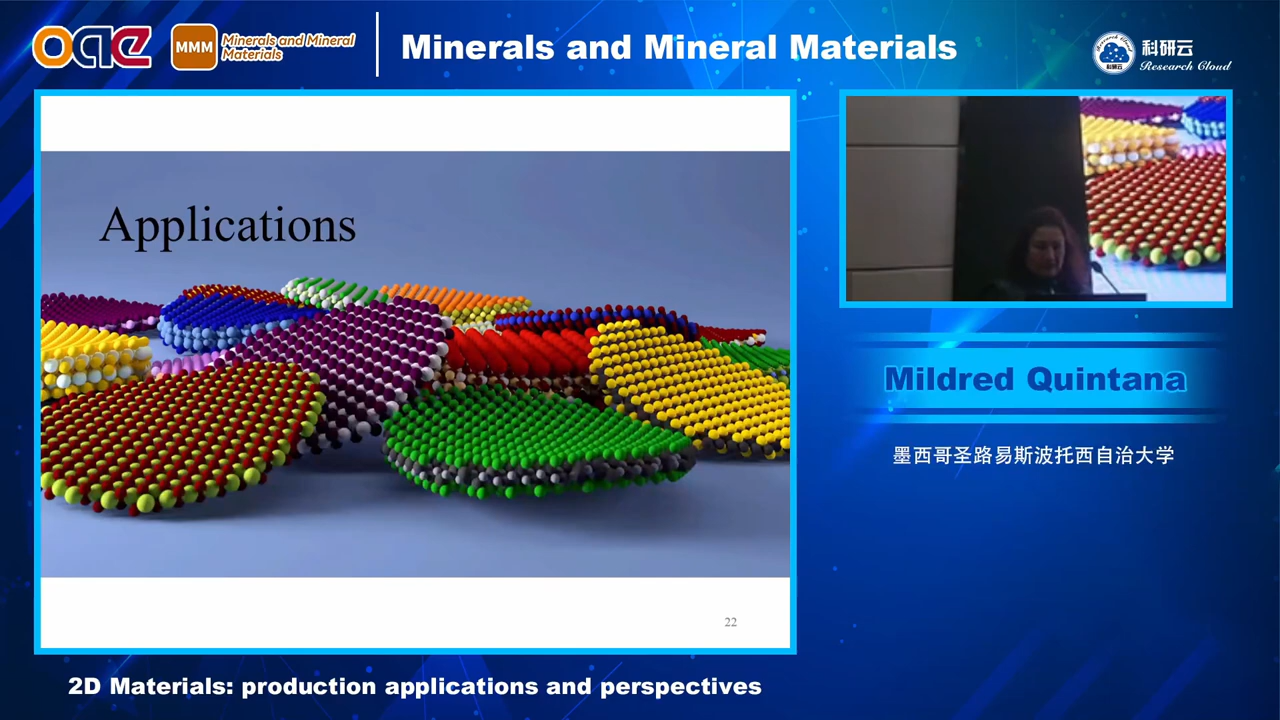 oae
MMM
Minerals and Mineral
Materials
Minerals and Mineral Materials
科研云
Research Cloud
Applications
22
Mildred Quintana
墨西哥圣路易斯波托西自治大学
2D Materials: production applications and perspectives